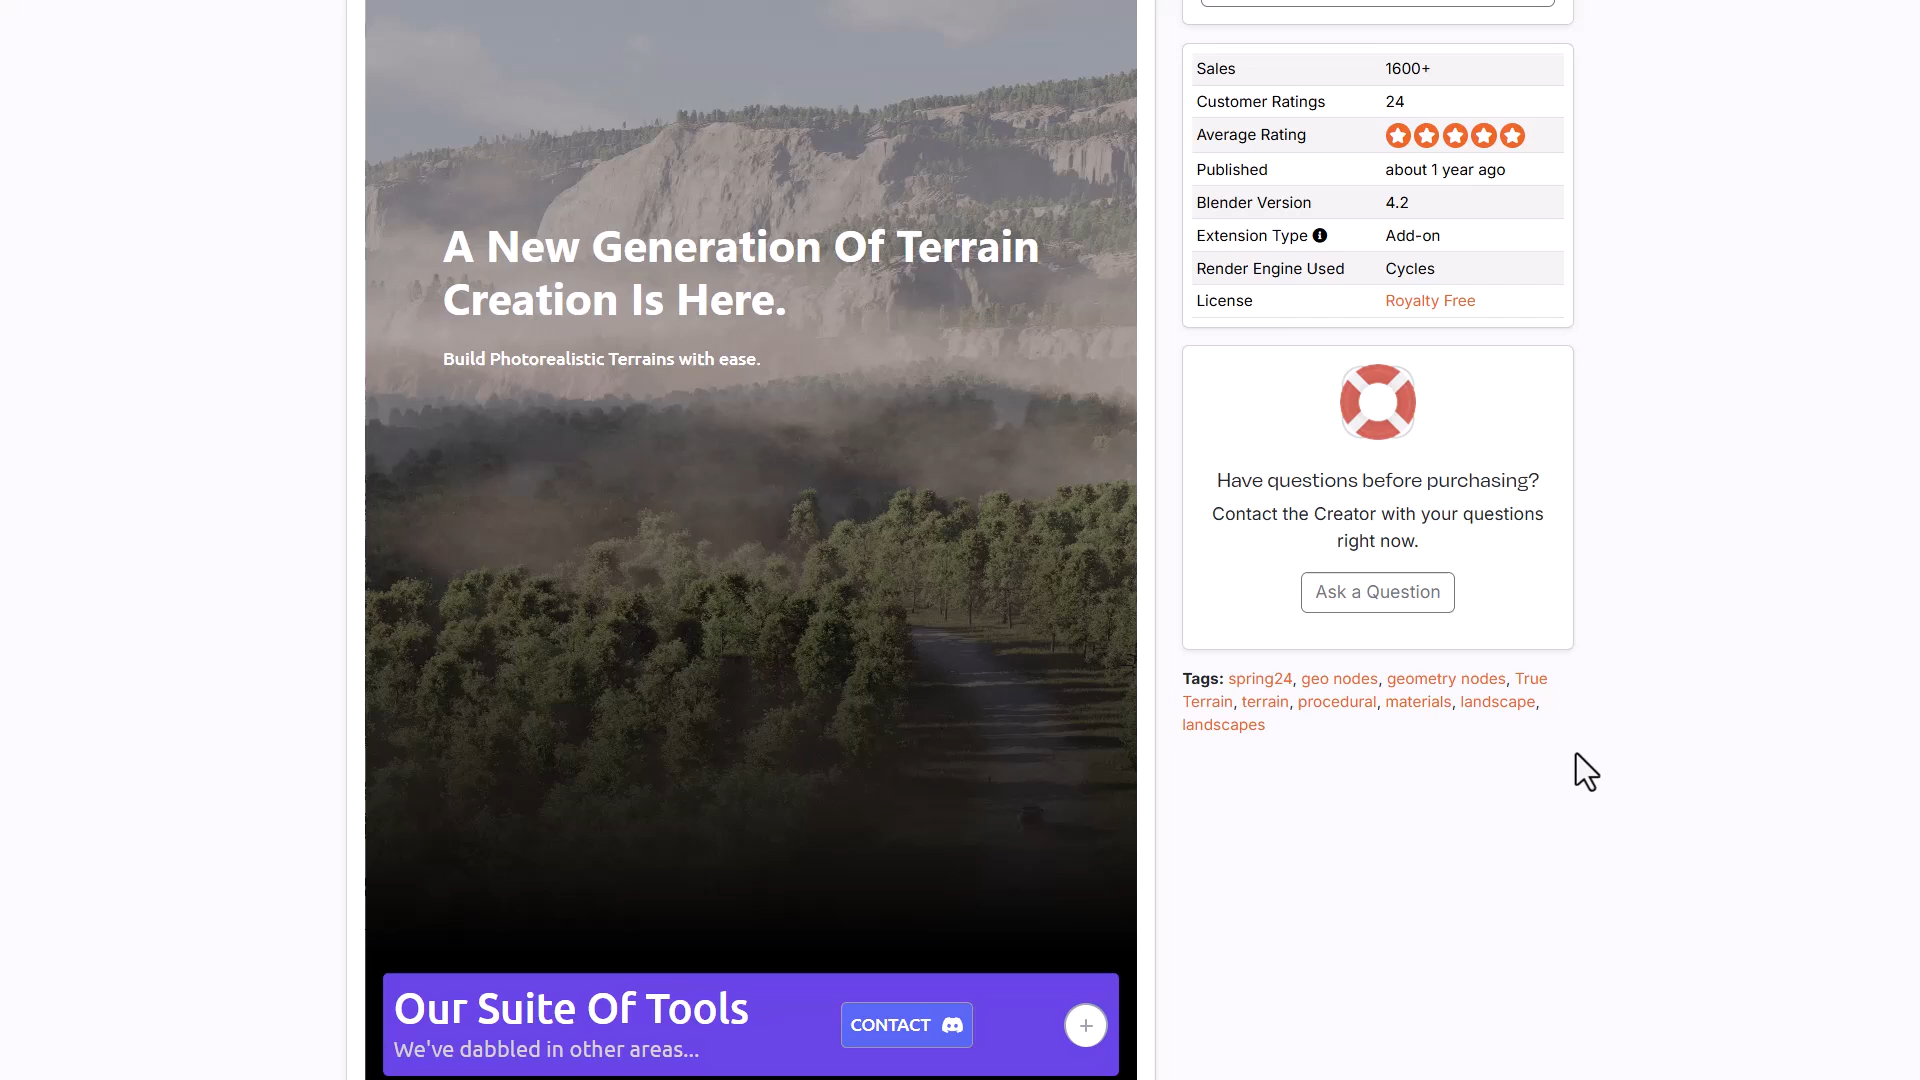 A New Generation Of Terrain
Creation Is Here.
Build Photorealistic Terrains with ease.
Our Suite Of Tools
We've dabbled in other areas...
CONTACT
Sales 1600+
Customer Ratings 24
Average Rating
Published about 1 year ago
Blender Version 4.2
Extension Type Add-on
Render Engine Used Cycles
License Royalty Free
Have questions before purchasing?
Contact the Creator with your questions
right now.
Ask a Question
Tags: spring24, geo nodes, geometry nodes, True
Terrain, terrain, procedural, materials, landscape,
landscapes